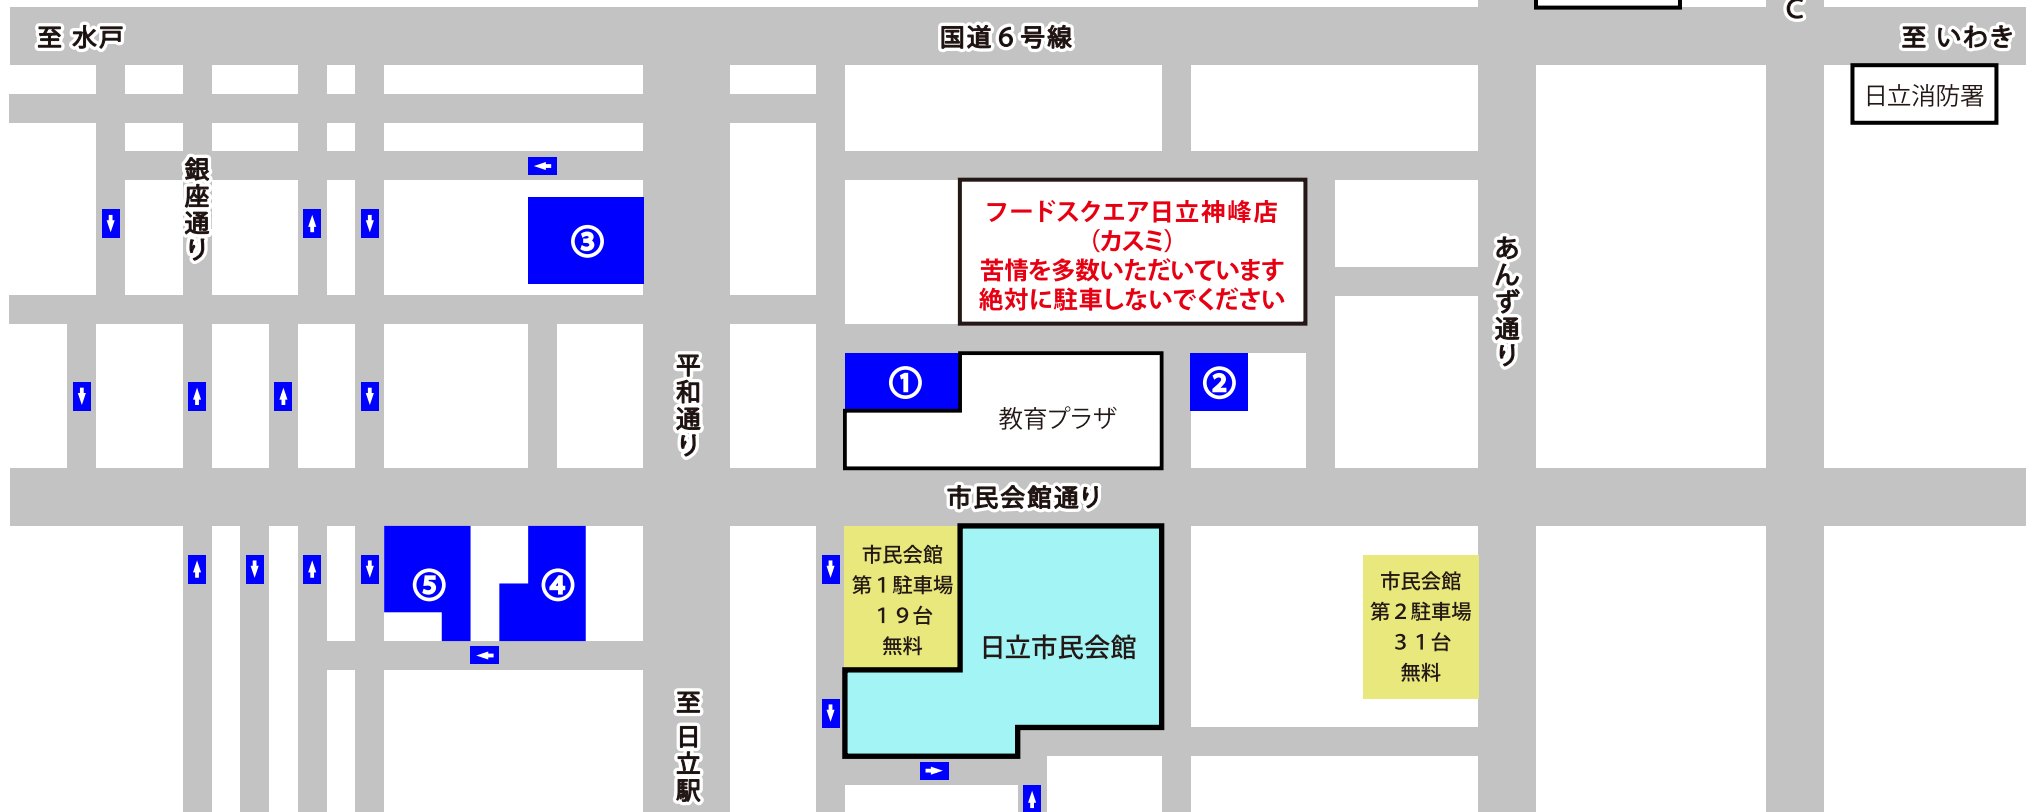 C
至 水戸
国道６号線
至 いわき
日立消防署
銀座通り
③
フードスクエア日立神峰店
（カスミ）
苦情を多数いただいています
絶対に駐車しないでください
あんず通り
平和通り
①
②
教育プラザ
市民会館通り
⑤
④
市民会館
第１駐車場
１９台
無料
日立市民会館
市民会館
第２駐車場
３１台
無料
至 日立駅